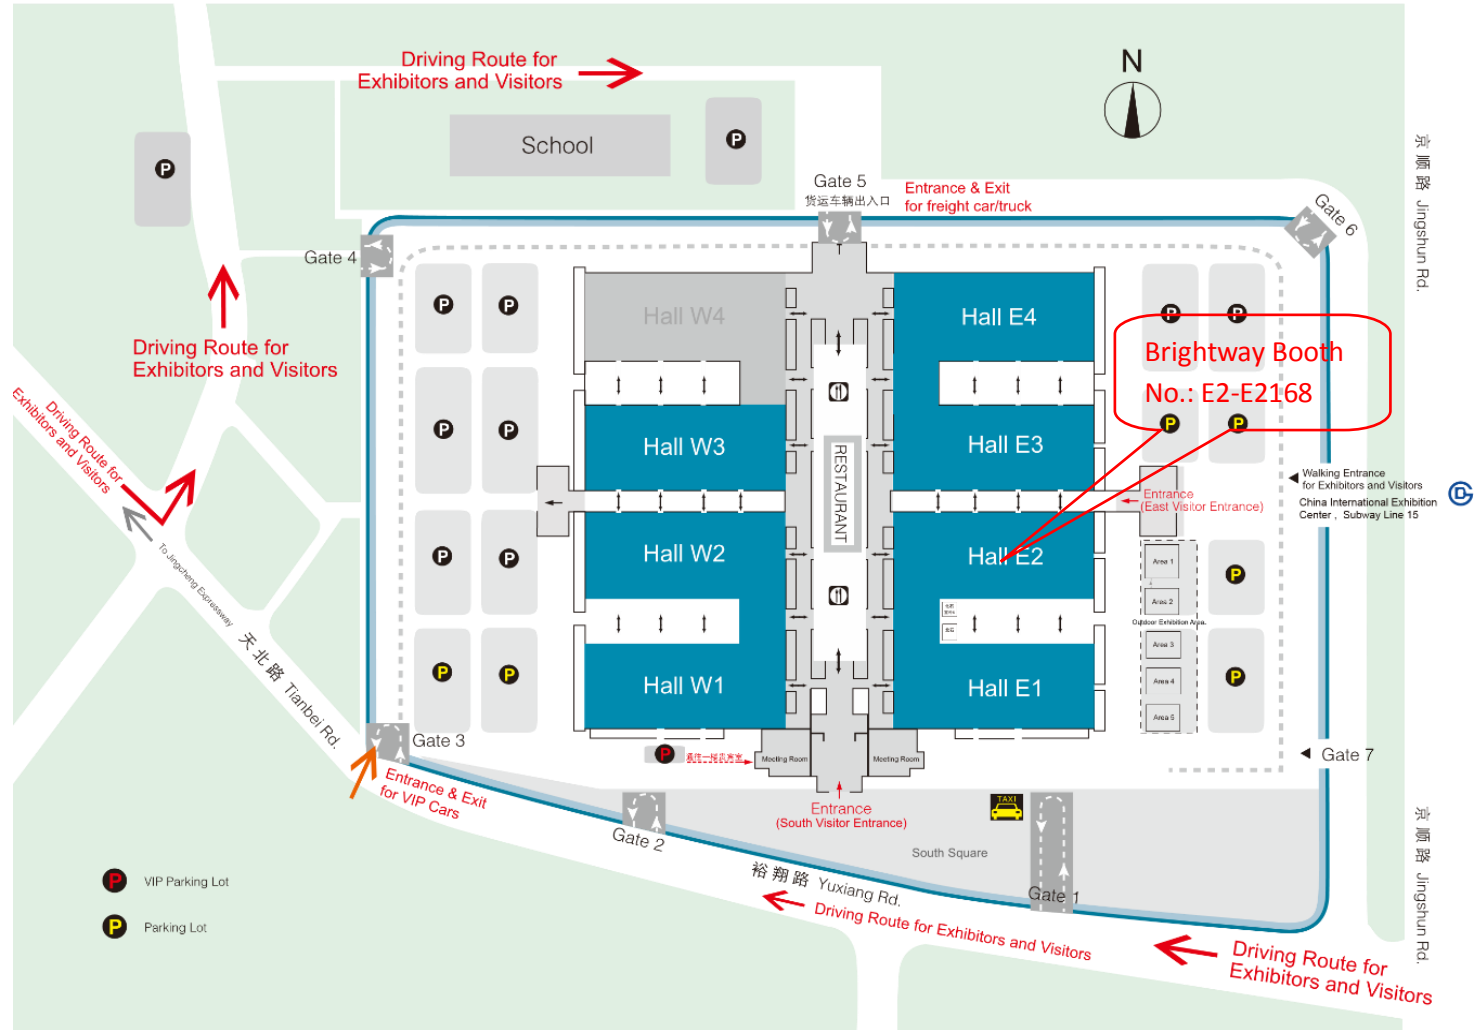 Driving Route for
Exhibitors and Visitors
N
School
P
P
京顺路 Jingshun Rd.
Gate 5
货运车辆出入口
Entrance & Exit
for freight car/truck
Gate 6
Gate 4
P
P
P
P
Hall W4
Hall E4
Driving Route for
Exhibitors and Visitors
Brightway Booth
No.: E2-E2168
Driving Route for
Exhibitors and Visitors
P
P
P
P
Hall W3
Hall E3
RESTAURANT
Walking Entrance
for Exhibitors and Visitors
China International Exhibition
Center , Subway Line 15
Entrance
(East Visitor Entrance)
To Jingcheng Expressway
P
P
Hall W2
Hall E2
Area 1
P
Area 2
Outdoor Exhibition Area.
天北路 Tianbei Rd.
Area 3
P
P
Hall W1
Hall E1
Area 4
P
Area 5
Gate 3
P
Meeting Room
Meeting Room
Gate 7
Entrance & Exit
for VIP Cars
Entrance
(South Visitor Entrance)
TAXI
Gate 2
South Square
京顺路 Jingshun Rd.
裕翔路 Yuxiang Rd.
Gate 1
P VIP Parking Lot
P Parking Lot
Driving Route for Exhibitors and Visitors
Driving Route for
Exhibitors and Visitors